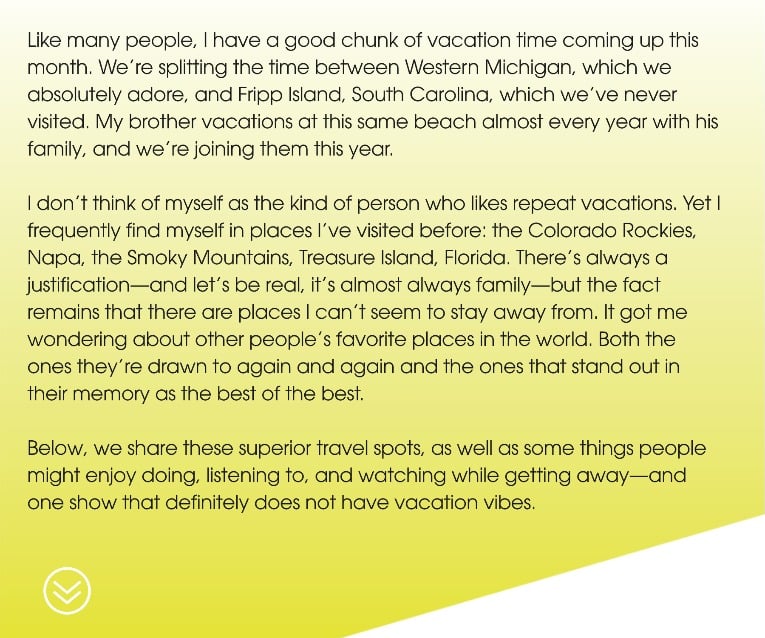 Like many people, I have a good chunk of vacation time coming up this
month. We're splitting the time between Western Michigan, which we
absolutely adore, and Fripp Island, South Carolina, which we've never
visited. My brother vacations at this same beach almost every year with his
family, and we're joining them this year.
I don't think of myself as the kind of person who likes repeat vacations. Yet I
frequently find myself in places I've visited before: the Colorado Rockies,
Napa, the Smoky Mountains, Treasure Island, Florida. There's always a
justification—and let's be real, it's almost always family—but the fact
remains that there are places I can't seem to stay away from. It got me
wondering about other people's favorite places in the world. Both the
ones they're drawn to again and again and the ones that stand out in
their memory as the best of the best.
Below, we share these superior travel spots, as well as some things people
might enjoy doing, listening to, and watching while getting away—and
one show that definitely does not have vacation vibes.